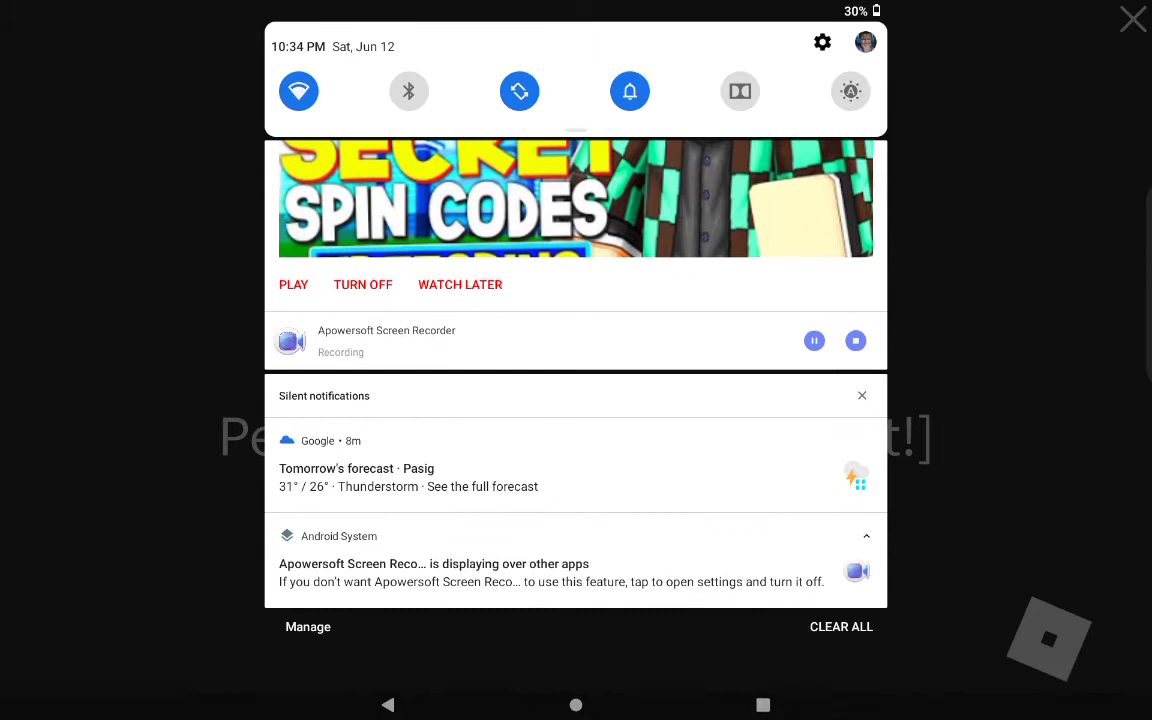 30%
10:34 PM Sat, Jun 12
SECRET
SPIN CODES
PLAY TURN OFF WATCH LATER
Apowersoft Screen Recorder
Recording
Silent notifications
Google • 8m
Tomorrow's forecast · Pasig
31° / 26° · Thunderstorm · See the full forecast
Pe
t!]
Android System
Apowersoft Screen Reco... is displaying over other apps
If you don't want Apowersoft Screen Reco... to use this feature, tap to open settings and turn it off.
Manage CLEAR ALL